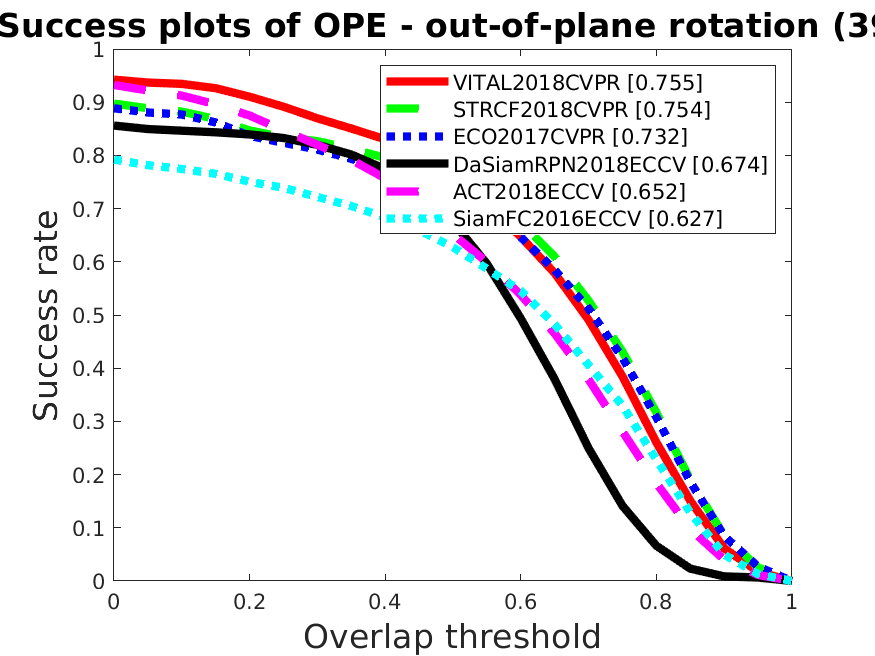 Success plots of OPE - out-of-plane rotation (39
VITAL2018CVPR [0.755]
STRCF2018CVPR [0.754]
ECO2017CVPR [0.732]
DaSiamRPN2018ECCV [0.674]
ACT2018ECCV [0.652]
SiamFC2016ECCV [0.627]
Success rate
1
0.9
0.8
0.7
0.6
0.5
0.4
0.3
0.2
0.1
0
0 0.2 0.4 0.6 0.8 1
Overlap threshold